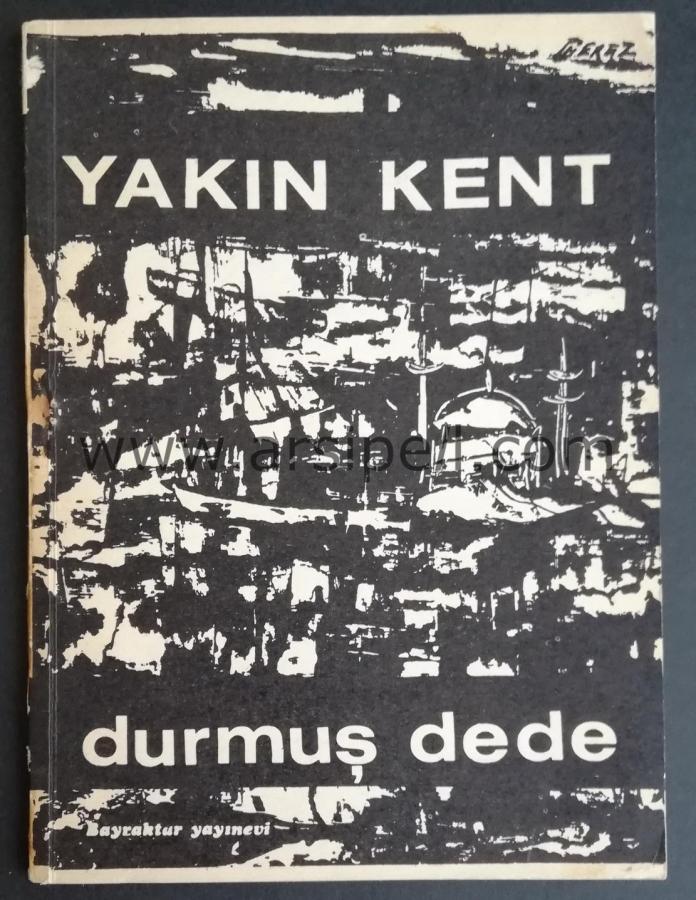 YAKIN KENT
www.arsipell.com
durmuş dede
Bayraktar yayınevi